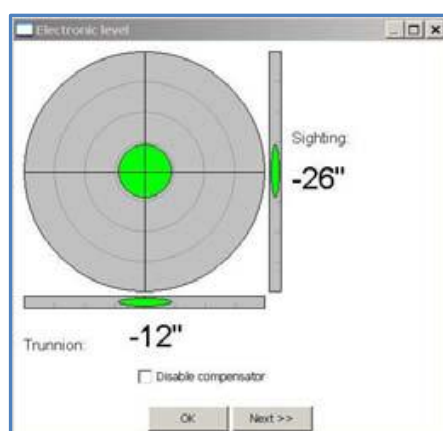 Electronic level
Sighting:
-26"
-12"
Trunnion:
Disable compensator
OK
Next >>